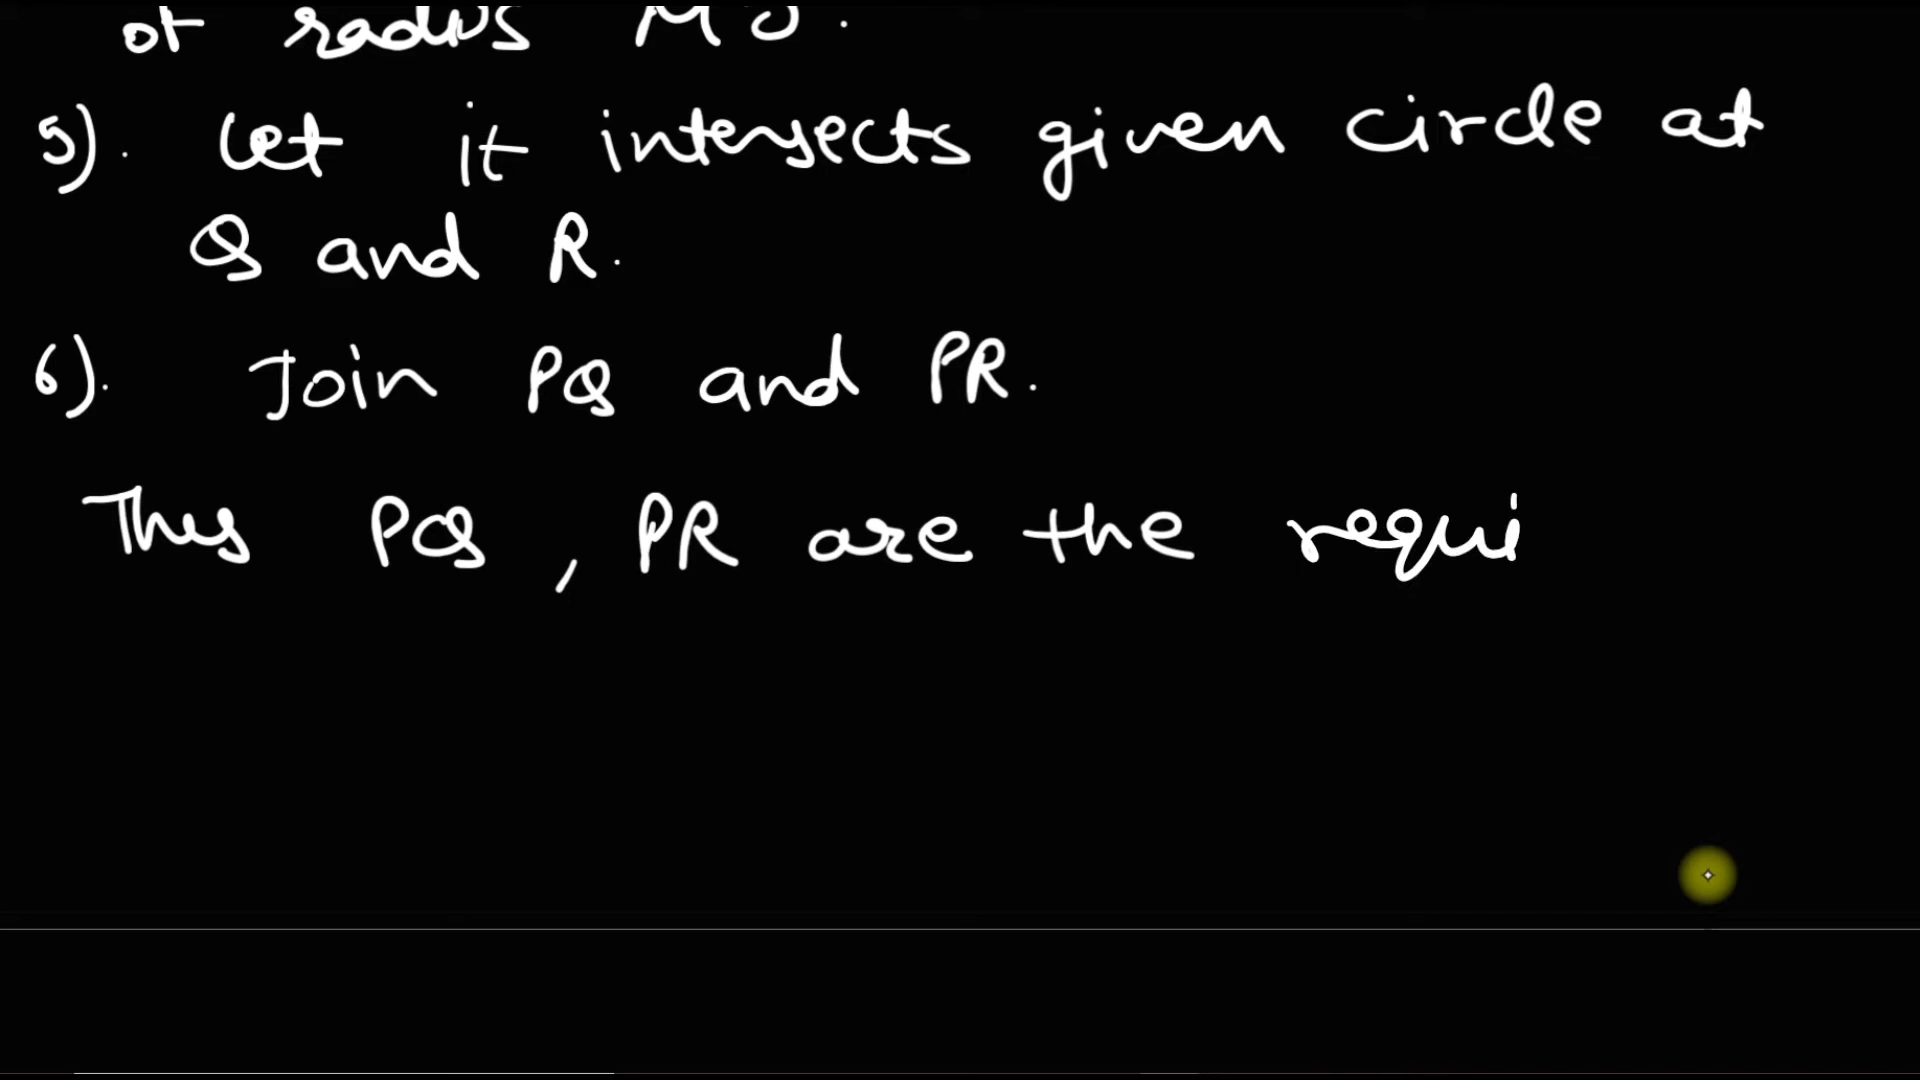 of radius MO.
5). Let it intersects given circle at
Q and R.
6). Join PQ and PR.
Thus PQ, PR are the requi